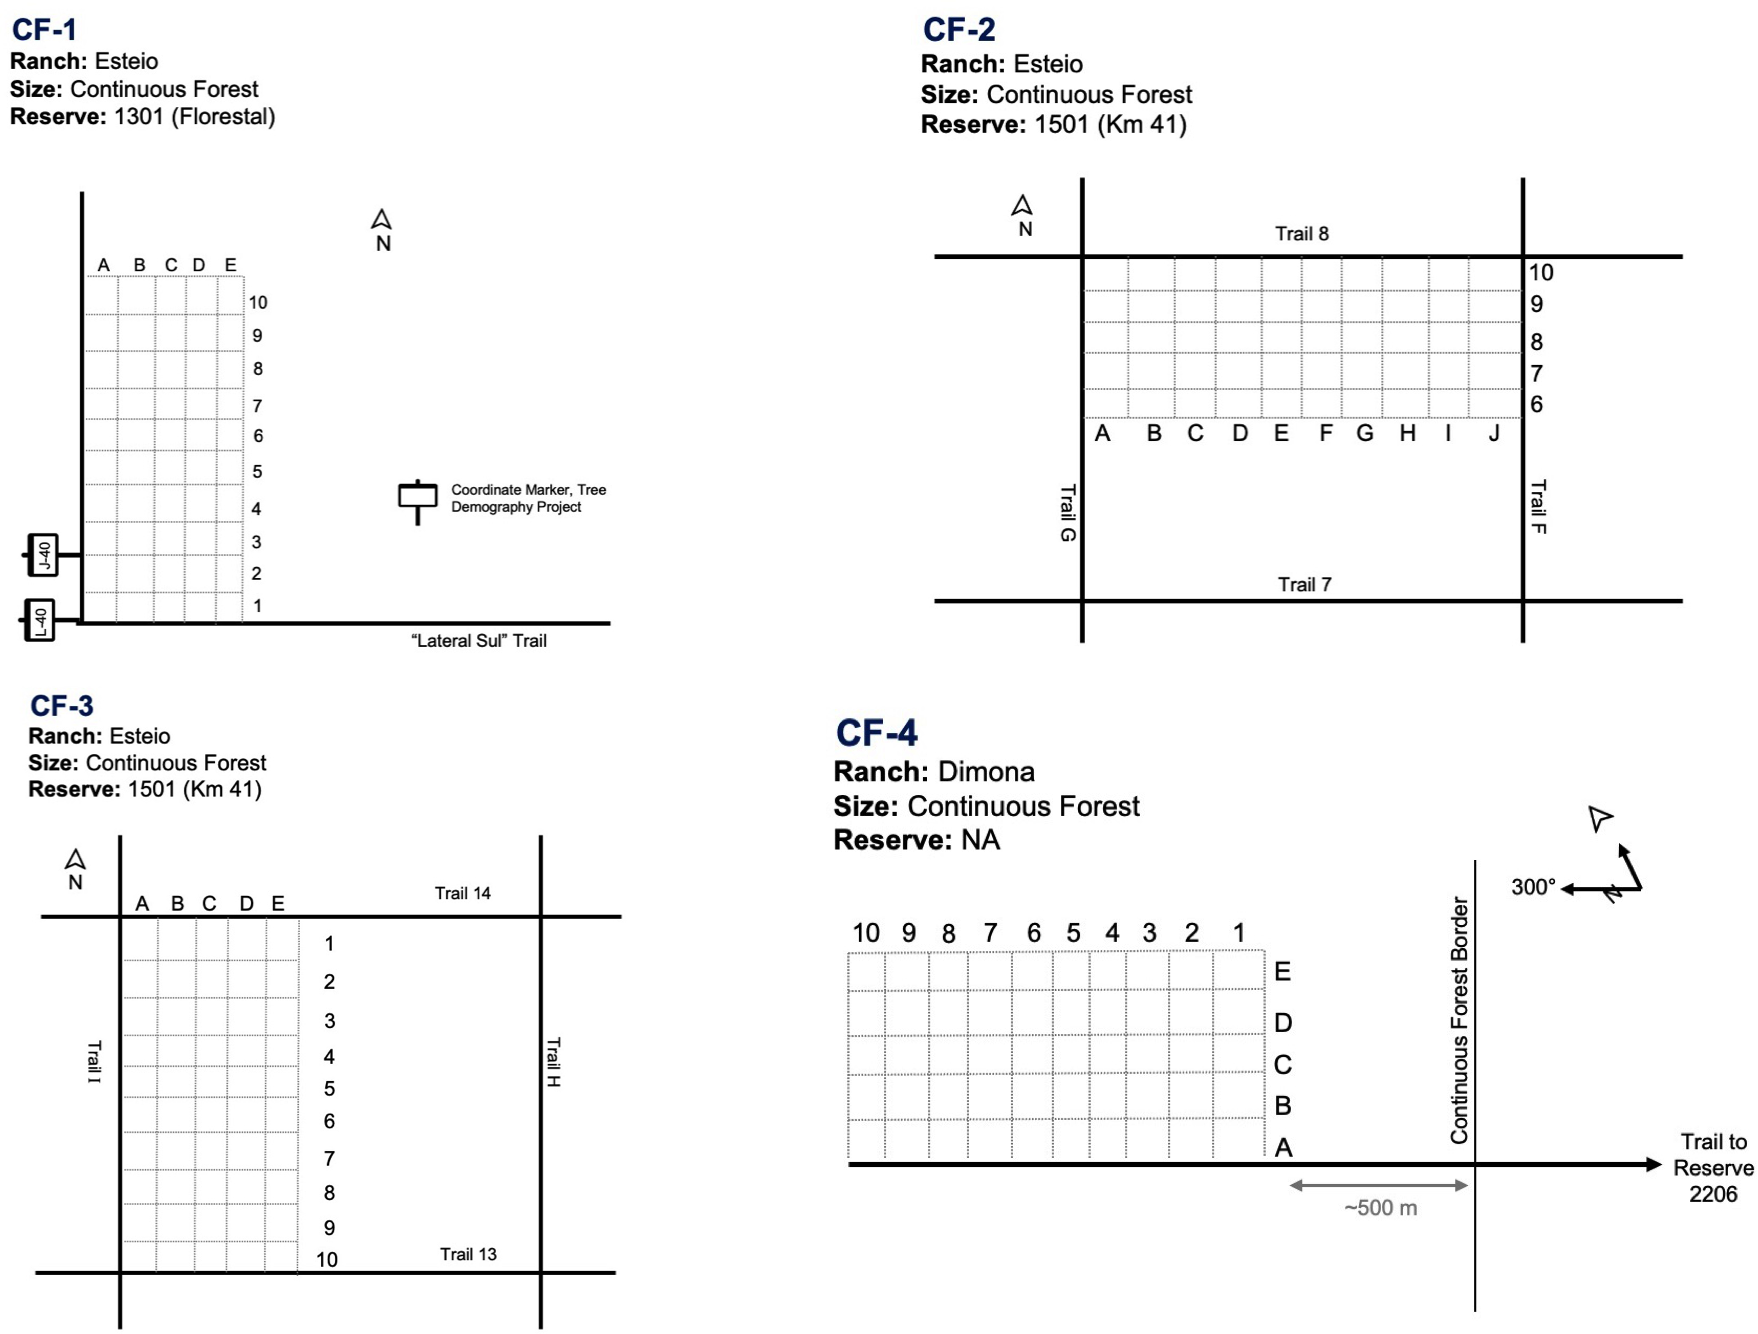 CF-1
Ranch: Esteio
Size: Continuous Forest
Reserve: 1301 (Florestal)
N
A B C D E
10
9
8
7
6
5
4
3
2
1
J-40
L-40
Coordinate Marker, Tree
Demography Project
“Lateral Sul” Trail
CF-2
Ranch: Esteio
Size: Continuous Forest
Reserve: 1501 (Km 41)
N
Trail 8
10
9
8
7
6
A B C D E F G H I J
Trail G
Trail F
Trail 7
CF-3
Ranch: Esteio
Size: Continuous Forest
Reserve: 1501 (Km 41)
N
A B C D E
Trail 14
1
2
3
4
5
6
7
8
9
10
Trail I
Trail H
Trail 13
CF-4
Ranch: Dimona
Size: Continuous Forest
Reserve: NA
300°
N
10 9 8 7 6 5 4 3 2 1
E
D
C
B
A
Continuous Forest Border
~500 m
Trail to
Reserve
2206